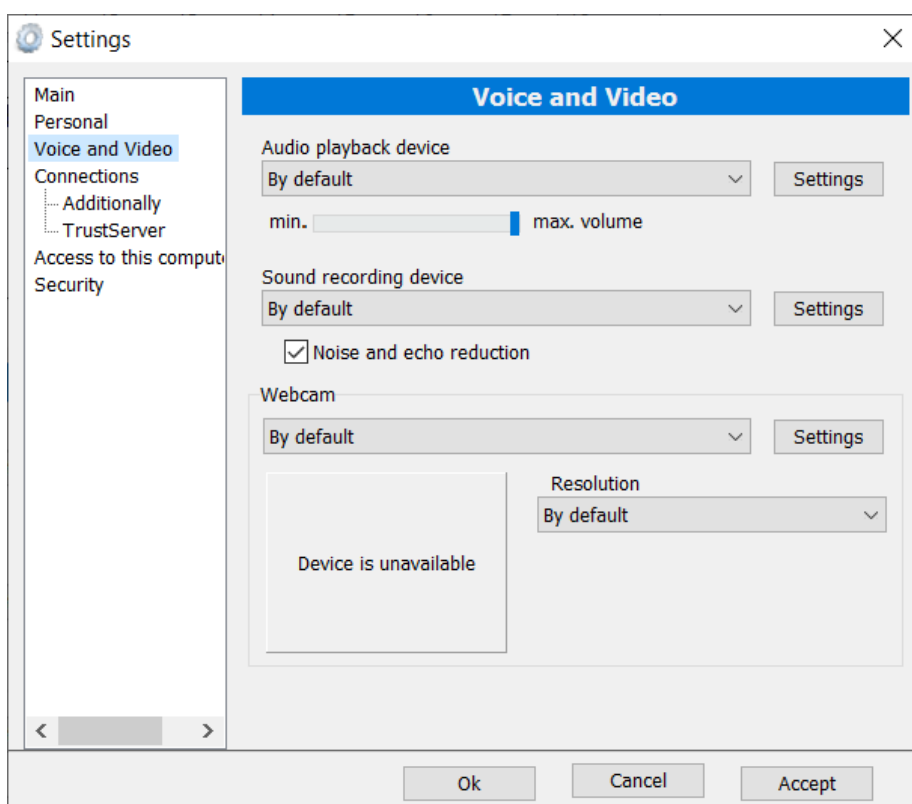 Settings
Main
Personal
Voice and Video
Connections
Additionally
TrustServer
Access to this compute
Security
Voice and Video
Audio playback device
By default
Settings
min.
max. volume
Sound recording device
By default
Settings
Noise and echo reduction
Webcam
By default
Settings
Resolution
By default
Device is unavailable
Ok
Cancel
Accept